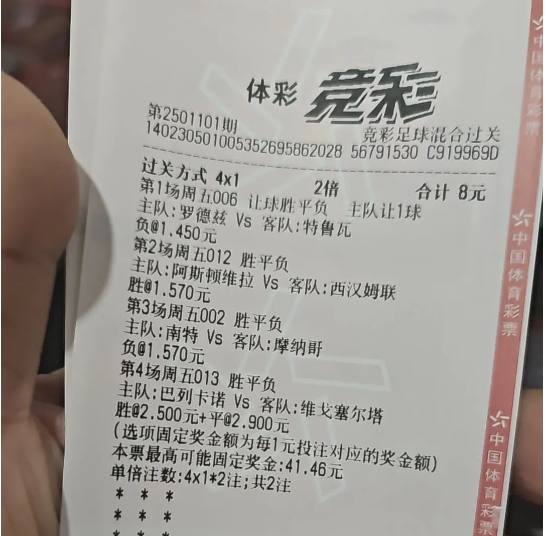 体彩 竞彩
第2501101期 竞彩足球混合过关
140230501005352695862028 56791530 C919969D
过关方式 4x1 2倍 合计 8元
第1场周五006 让球胜平负 主队让1球
主队:罗德兹 Vs 客队:特鲁瓦
负@1.450元
第2场周五012 胜平负
主队:阿斯顿维拉 Vs 客队:西汉姆联
胜@1.570元
第3场周五002 胜平负
主队:南特 Vs 客队:摩纳哥
负@1.570元
第4场周五013 胜平负
主队:巴列卡诺 Vs 客队:维戈塞尔塔
胜@2.500元+平@2.900元
(选项固定奖金额为每1元投注对应的奖金额)
本票最高可能固定奖金:41.46元
单倍注数:4x1*2注;共2注
* * *
* * *
* * *
中国体育彩票
中国体育彩票
中国体育彩票